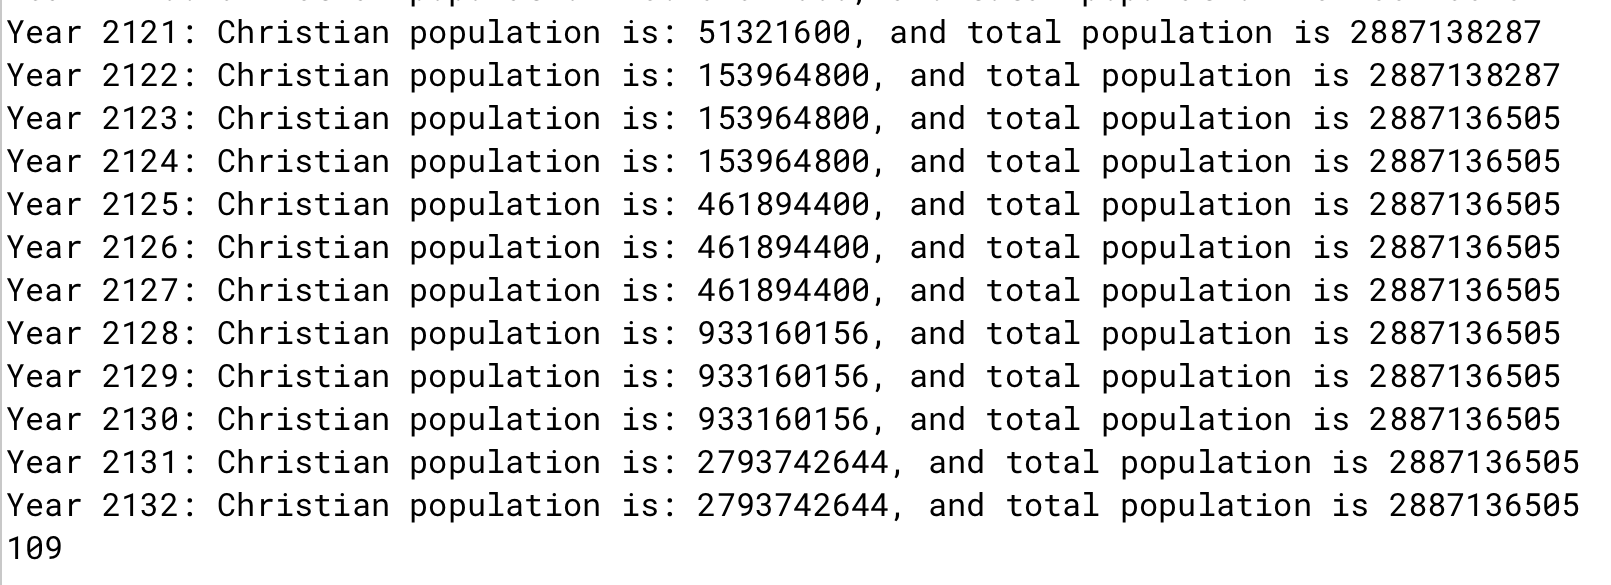 Year 2121: Christian population is: 51321600, and total population is 2887138287
Year 2122: Christian population is: 153964800, and total population is 2887138287
Year 2123: Christian population is: 153964800, and total population is 2887136505
Year 2124: Christian population is: 153964800, and total population is 2887136505
Year 2125: Christian population is: 461894400, and total population is 2887136505
Year 2126: Christian population is: 461894400, and total population is 2887136505
Year 2127: Christian population is: 461894400, and total population is 2887136505
Year 2128: Christian population is: 933160156, and total population is 2887136505
Year 2129: Christian population is: 933160156, and total population is 2887136505
Year 2130: Christian population is: 933160156, and total population is 2887136505
Year 2131: Christian population is: 2793742644, and total population is 2887136505
Year 2132: Christian population is: 2793742644, and total population is 2887136505
109